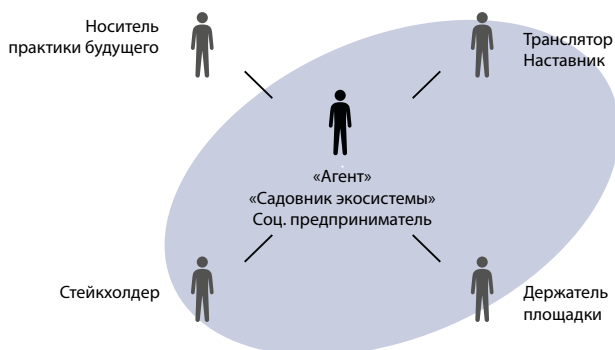 Носитель
практики будущего
Транслятор
Наставник
«Агент»
«Садовник экосистемы»
Соц. предприниматель
Стейкхолдер
Держатель
площадки